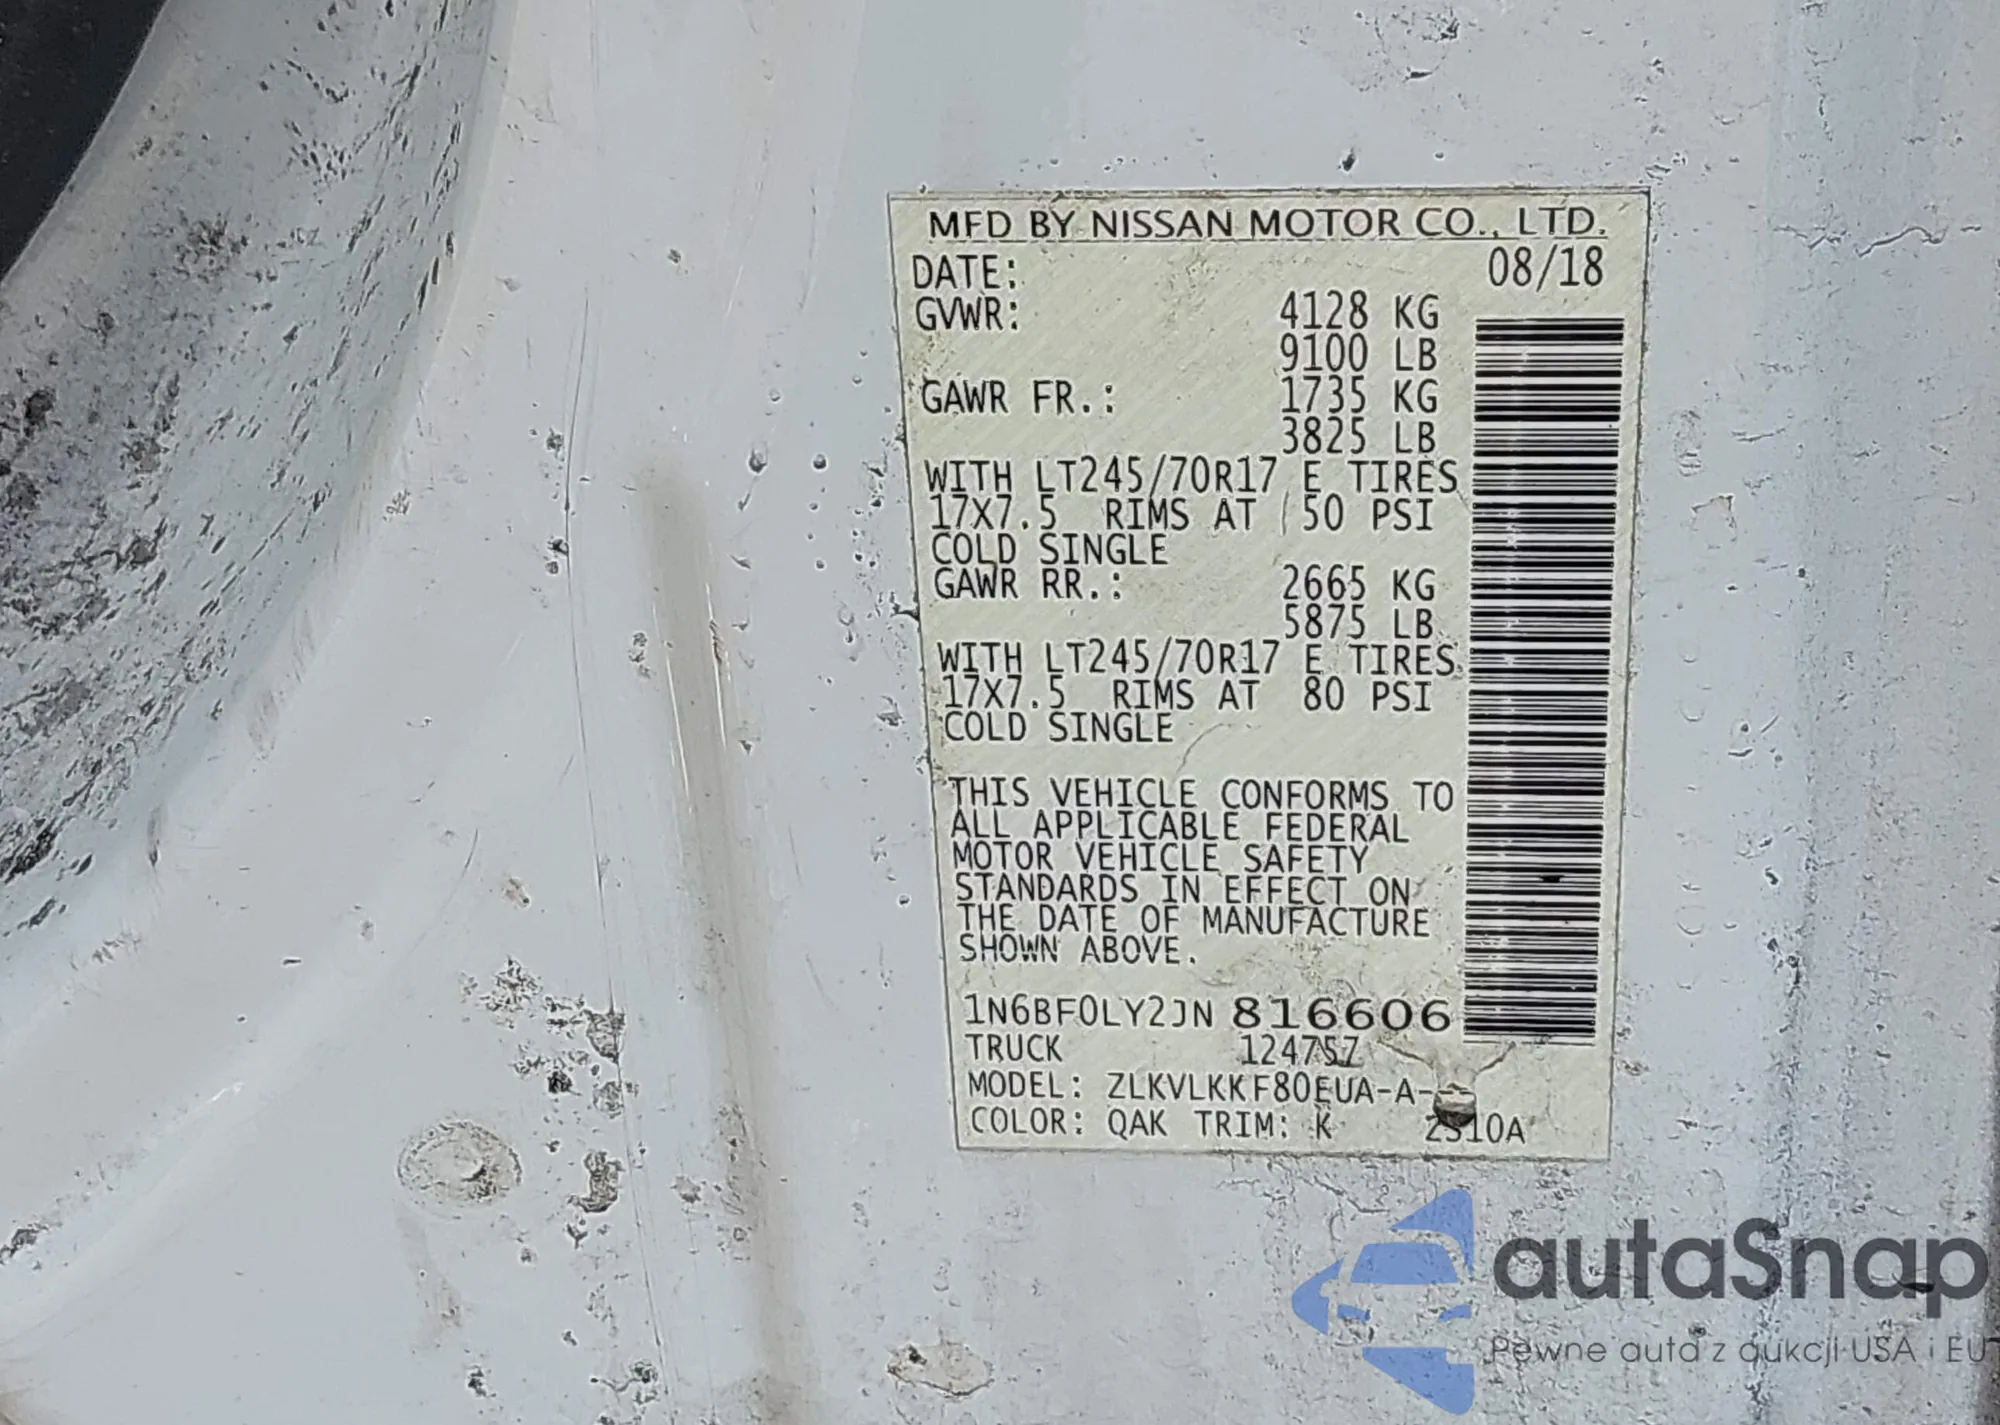 MFD BY NISSAN MOTOR CO., LTD.
DATE: 08/18
GVWR: 4128 KG
9100 LB
GAWR FR.: 1735 KG
3825 LB
WITH LT245/70R17 E TIRES
17X7.5 RIMS AT 50 PSI
COLD SINGLE
GAWR RR.: 2665 KG
5875 LB
WITH LT245/70R17 E TIRES
17X7.5 RIMS AT 80 PSI
COLD SINGLE
THIS VEHICLE CONFORMS TO
ALL APPLICABLE FEDERAL
MOTOR VEHICLE SAFETY
STANDARDS IN EFFECT ON
THE DATE OF MANUFACTURE
SHOWN ABOVE.
1N6BF0LY2JN 816606
TRUCK 124757
MODEL: ZLKVLKKF80EUA-A-
COLOR: QAK TRIM: K 2S10A
autaSnap
Pewne auta z aukcji USA i EU